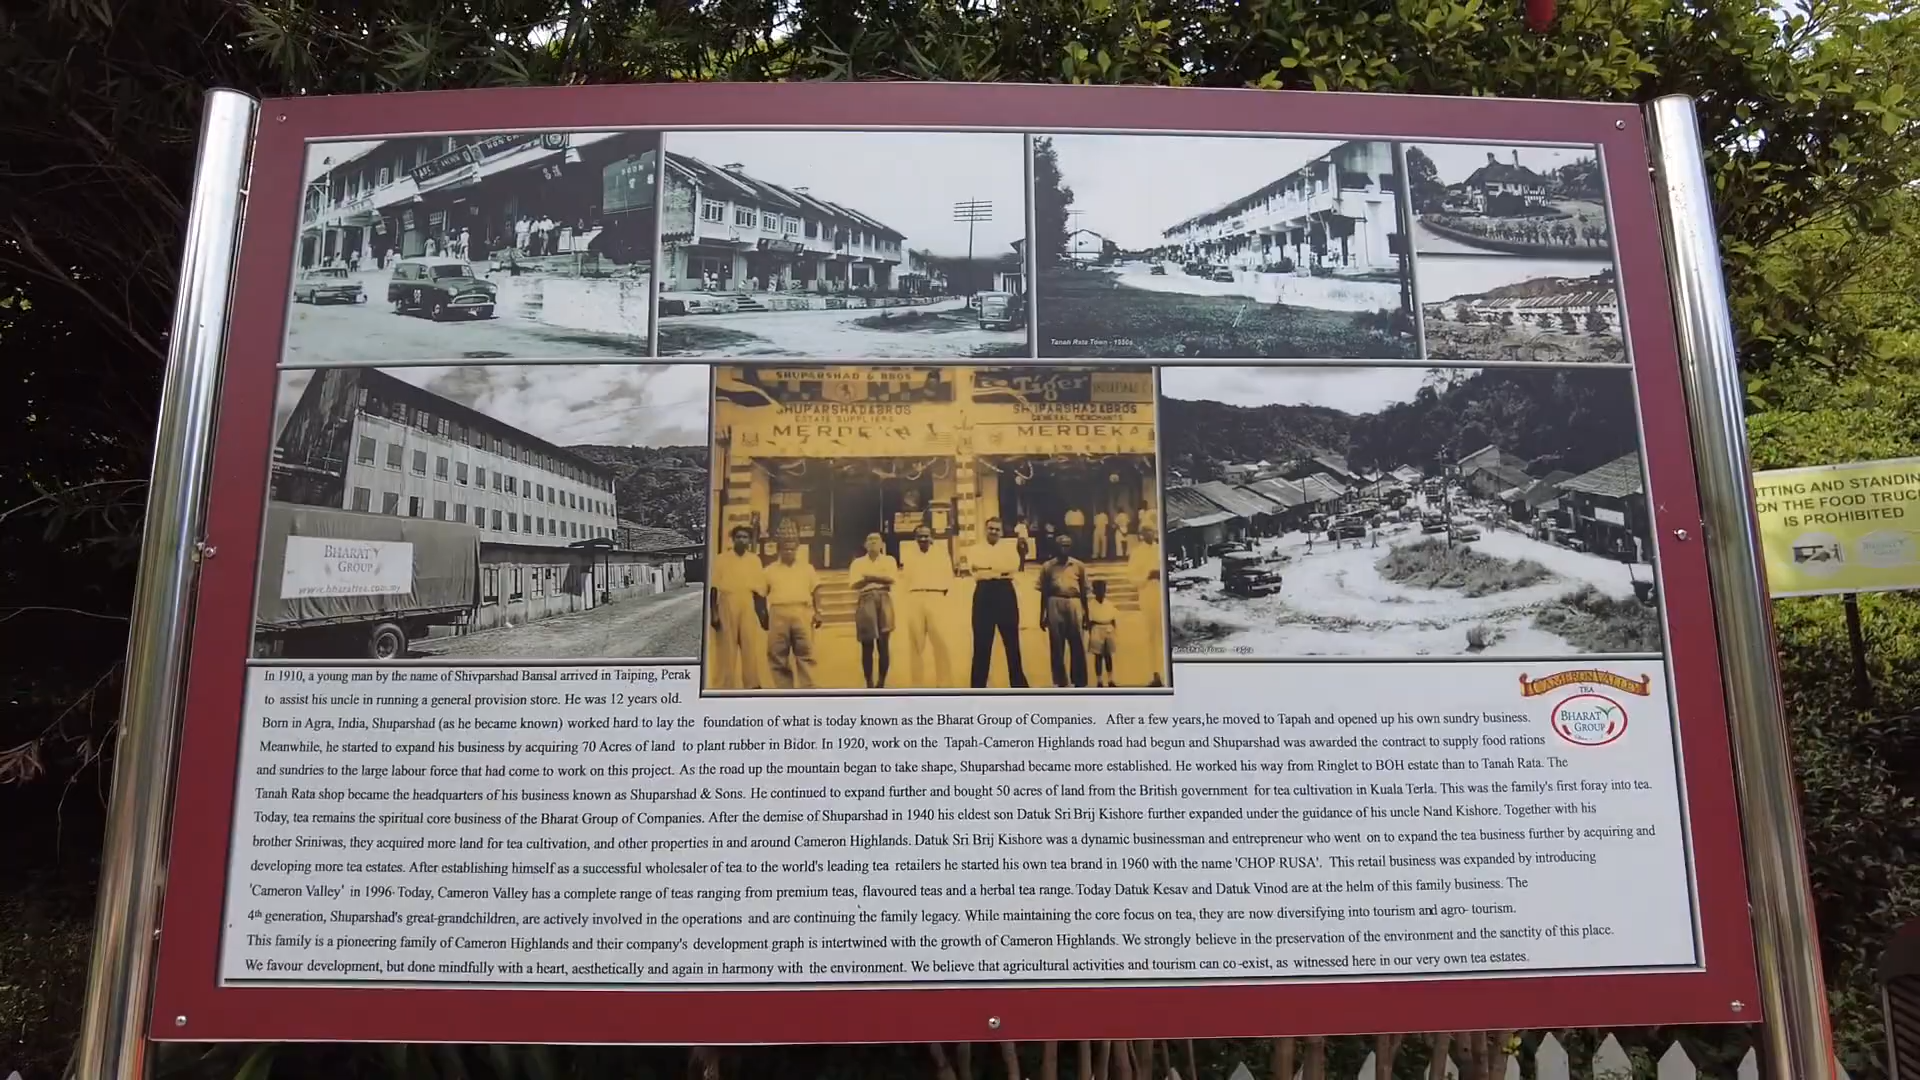 Tanah Rata Town - 1950s
SHUPARSHAD & BROS
Tiger
SHUPARSHAD & BROS
ESTATE SUPPLIERS
MERDEKA
SHUPARSHAD & BROS
GENERAL MERCHANTS
MERDEKA
BHARAT
GROUP
www.bharattea.com.my
In 1910, a young man by the name of Shivparshad Bansal arrived in Taiping, Perak
to assist his uncle in running a general provision store. He was 12 years old.
Born in Agra, India, Shuparshad (as he became known) worked hard to lay the foundation of what is today known as the Bharat Group of Companies. After a few years,he moved to Tapah and opened up his own sundry business.
Meanwhile, he started to expand his business by acquiring 70 Acres of land to plant rubber in Bidor. In 1920, work on the Tapah-Cameron Highlands road had begun and Shuparshad was awarded the contract to supply food rations
and sundries to the large labour force that had come to work on this project. As the road up the mountain began to take shape, Shuparshad became more established. He worked his way from Ringlet to BOH estate than to Tanah Rata. The
Tanah Rata shop became the headquarters of his business known as Shuparshad & Sons. He continued to expand further and bought 50 acres of land from the British government for tea cultivation in Kuala Terla. This was the family's first foray into tea.
Today, tea remains the spiritual core business of the Bharat Group of Companies. After the demise of Shuparshad in 1940 his eldest son Datuk Sri Brij Kishore further expanded under the guidance of his uncle Nand Kishore. Together with his
brother Sriniwas, they acquired more land for tea cultivation, and other properties in and around Cameron Highlands. Datuk Sri Brij Kishore was a dynamic businessman and entrepreneur who went on to expand the tea business further by acquiring and
developing more tea estates. After establishing himself as a successful wholesaler of tea to the world's leading tea retailers he started his own tea brand in 1960 with the name 'CHOP RUSA'. This retail business was expanded by introducing
'Cameron Valley' in 1996- Today, Cameron Valley has a complete range of teas ranging from premium teas, flavoured teas and a herbal tea range. Today Datuk Kesav and Datuk Vinod are at the helm of this family business. The
4th generation, Shuparshad's great-grandchildren, are actively involved in the operations and are continuing the family legacy. While maintaining the core focus on tea, they are now diversifying into tourism and agro- tourism.
This family is a pioneering family of Cameron Highlands and their company's development graph is intertwined with the growth of Cameron Highlands. We strongly believe in the preservation of the environment and the sanctity of this place.
We favour development, but done mindfully with a heart, aesthetically and again in harmony with the environment. We believe that agricultural activities and tourism can co-exist, as witnessed here in our very own tea estates.
CAMERON VALLEY
TEA
BHARAT
GROUP
ITTING AND STANDIN
ON THE FOOD TRUC
IS PROHIBITED